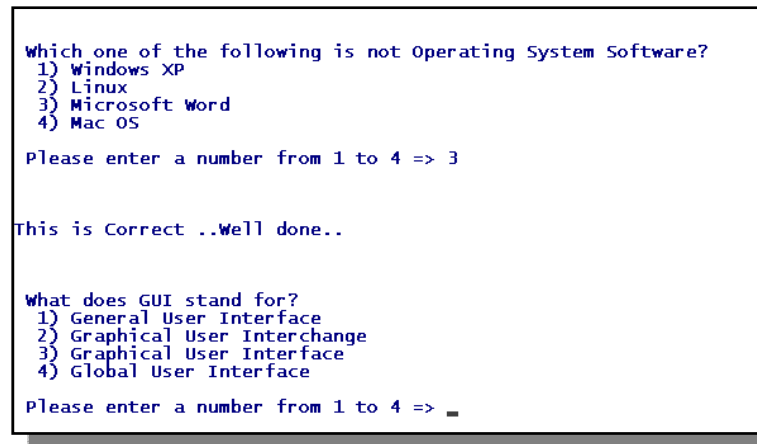 Which one of the following is not Operating System Software?
1) Windows XP
2) Linux
3) Microsoft Word
4) Mac OS
Please enter a number from 1 to 4 => 3
This is Correct ..Well done..
What does GUI stand for?
1) General User Interface
2) Graphical User Interchange
3) Graphical User Interface
4) Global User Interface
Please enter a number from 1 to 4 => _